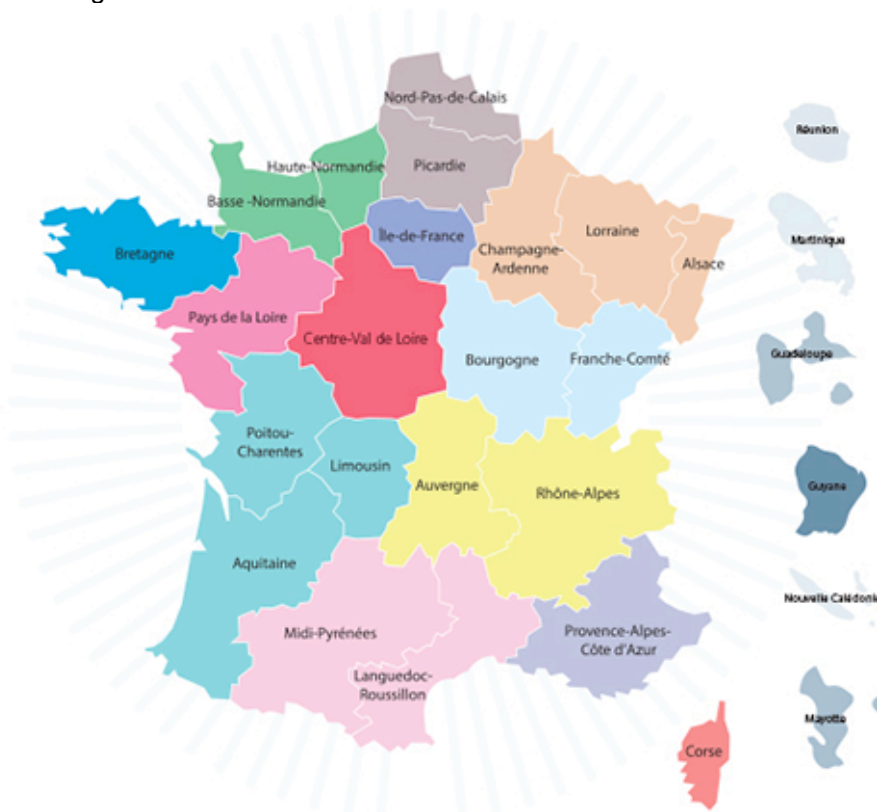 Nord-Pas-de-Calais
Réunion
Haute-Normandie
Picardie
Basse -Normandie
Île-de-France
Lorraine
Martinique
Bretagne
Champagne-
Ardenne
Alsace
Pays de la Loire
Centre-Val de Loire
Bourgogne
Franche-Comté
Guadeloupe
Poitou-
Charentes
Limousin
Auvergne
Rhône-Alpes
Guyane
Aquitaine
Nouvelle Calédonie
Midi-Pyrénées
Provence-Alpes-
Côte d'Azur
Languedoc-
Roussillon
Mayotte
Corse